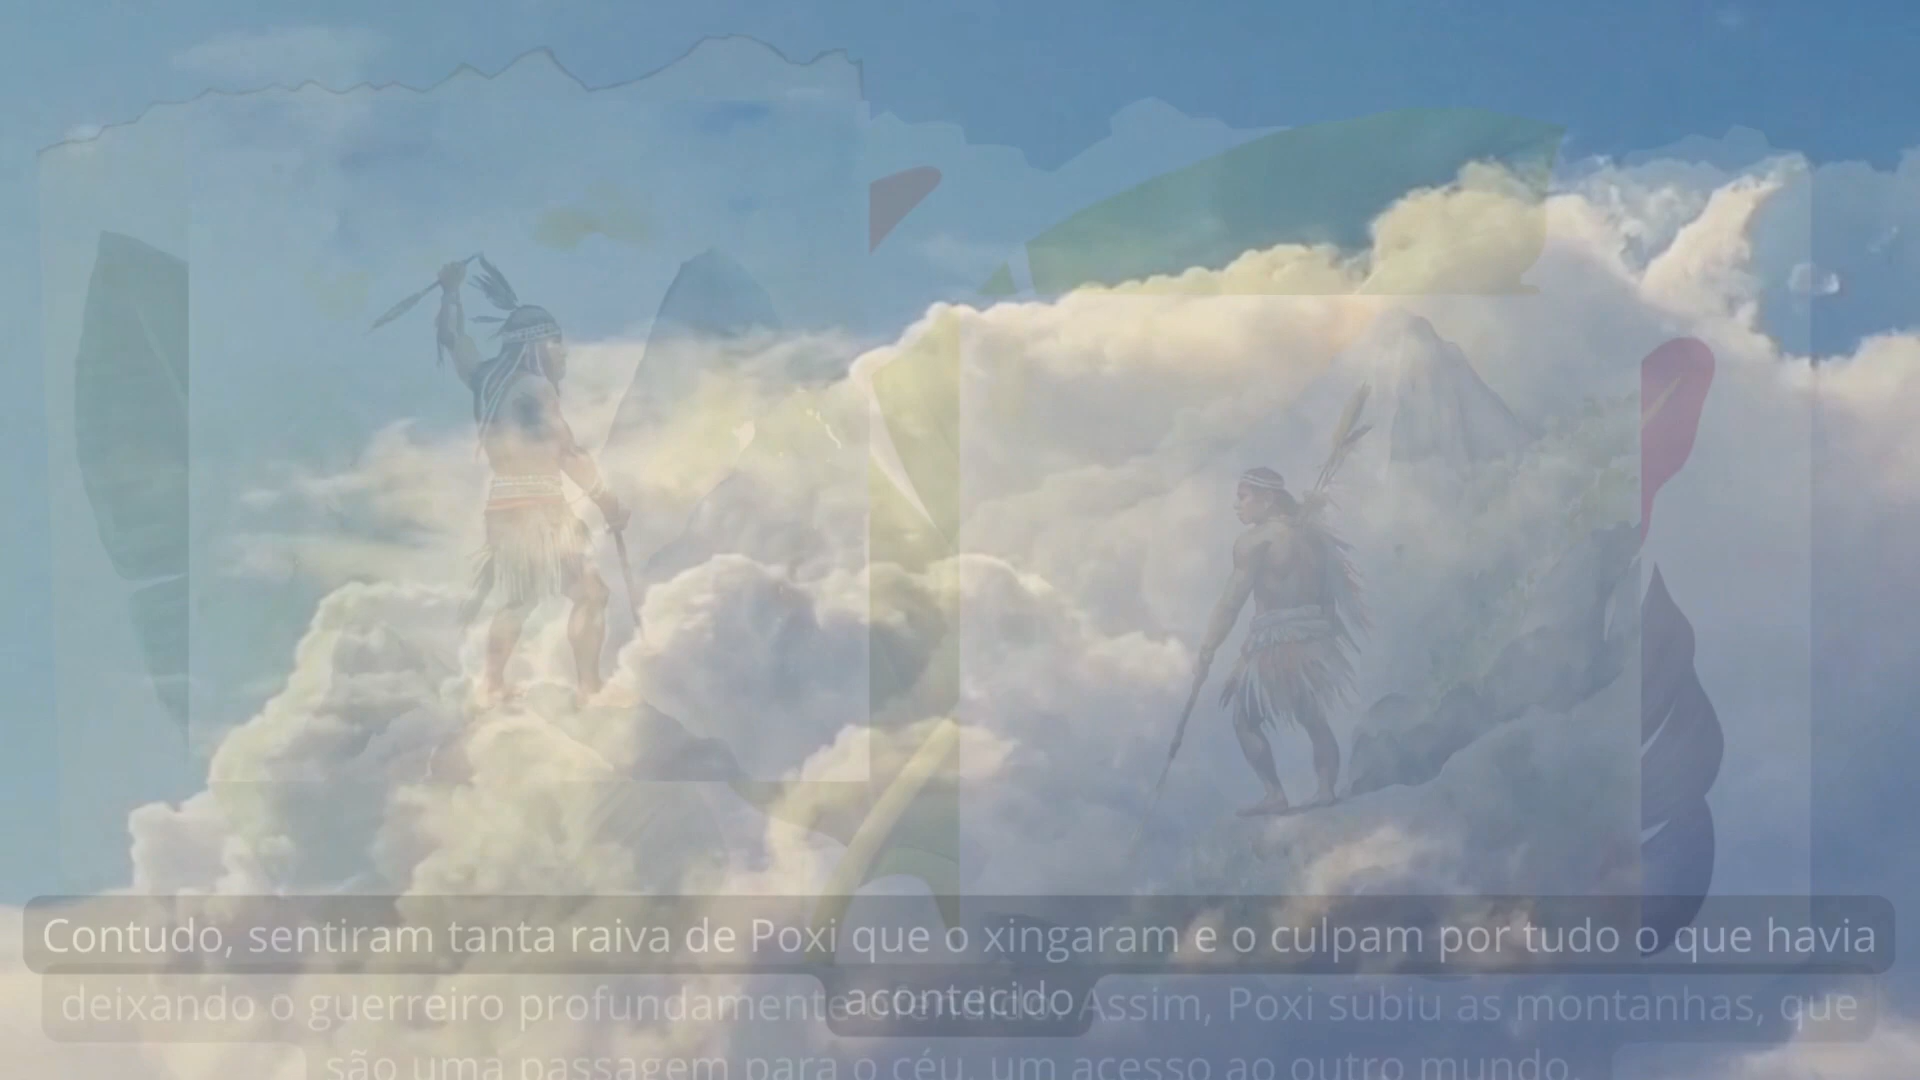 Contudo, sentiram tanta raiva de Poxi que o xingaram e o culpam por tudo o que havia
acontecido
deixando o guerreiro profundamente Assim, Poxi subiu as montanhas, que
são uma passagem para o céu, um acesso ao outro mundo.